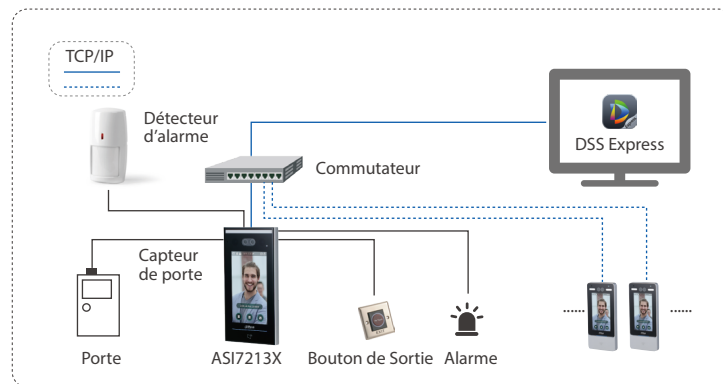 TCP/IP
Détecteur
d'alarme
DSS Express
Commutateur
Capteur
de porte
Porte
ASI7213X
Bouton de Sortie
Alarme